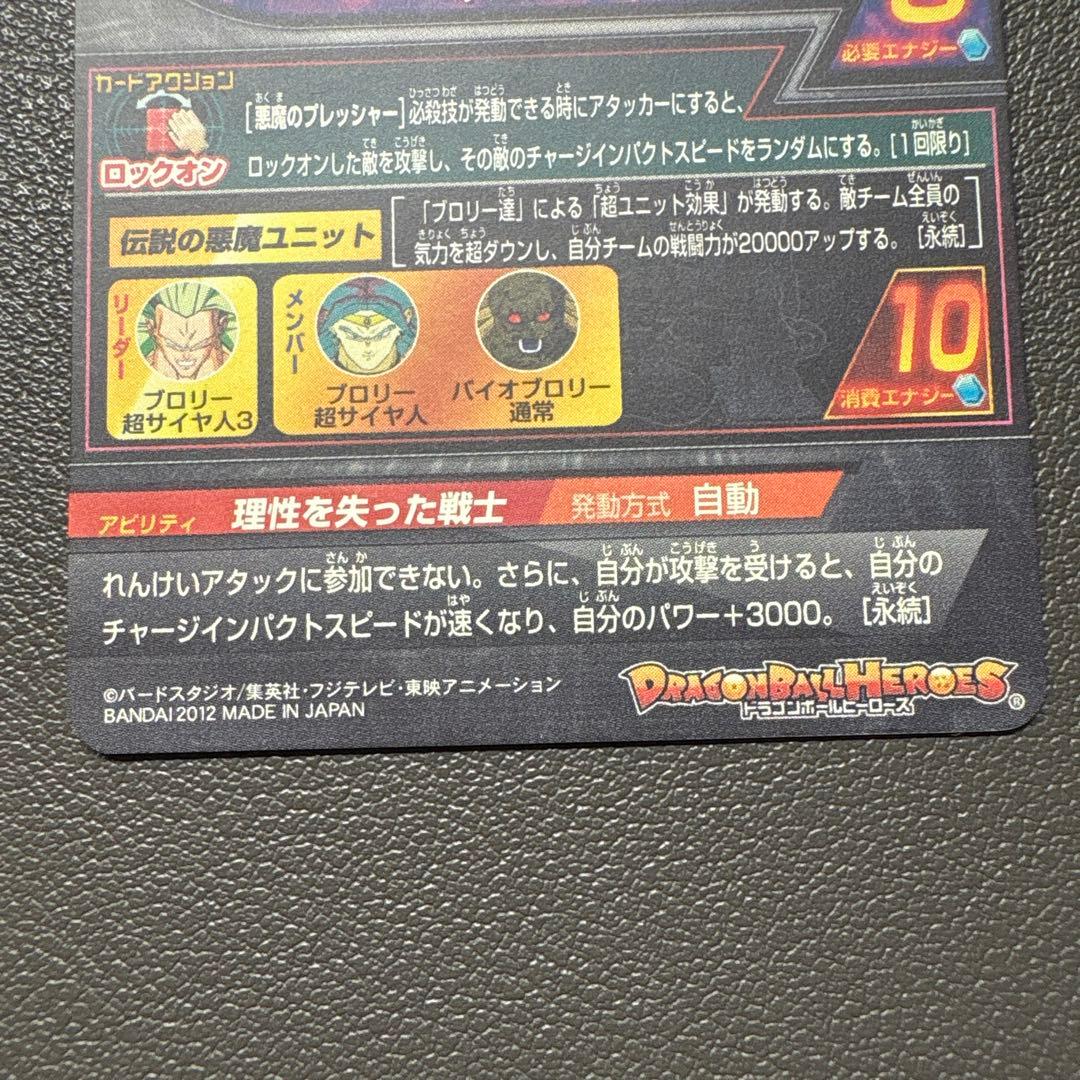 必要エナジー
カードアクション
ロックオン
[悪魔のプレッシャー]必殺技が発動できる時にアタッカーにすると、
ロックオンした敵を攻撃し、その敵のチャージインパクトスピードをランダムにする。[1回限り]
伝説の悪魔ユニット
「ブロリー達」による「超ユニット効果」が発動する。敵チーム全員の
気力を超ダウンし、自分チームの戦闘力が20000アップする。[永続]
リーダー
ブロリー
超サイヤ人3
メンバー
ブロリー
超サイヤ人
バイオブロリー
通常
10
消費エナジー
アビリティ 理性を失った戦士 発動方式 自動
れんけいアタックに参加できない。さらに、自分が攻撃を受けると、自分の
チャージインパクトスピードが速くなり、自分のパワー+3000。[永続]
©バードスタジオ/集英社・フジテレビ・東映アニメーション
BANDAI 2012 MADE IN JAPAN
DRAGONBALL HEROES
ドラゴンボールヒーローズ
®